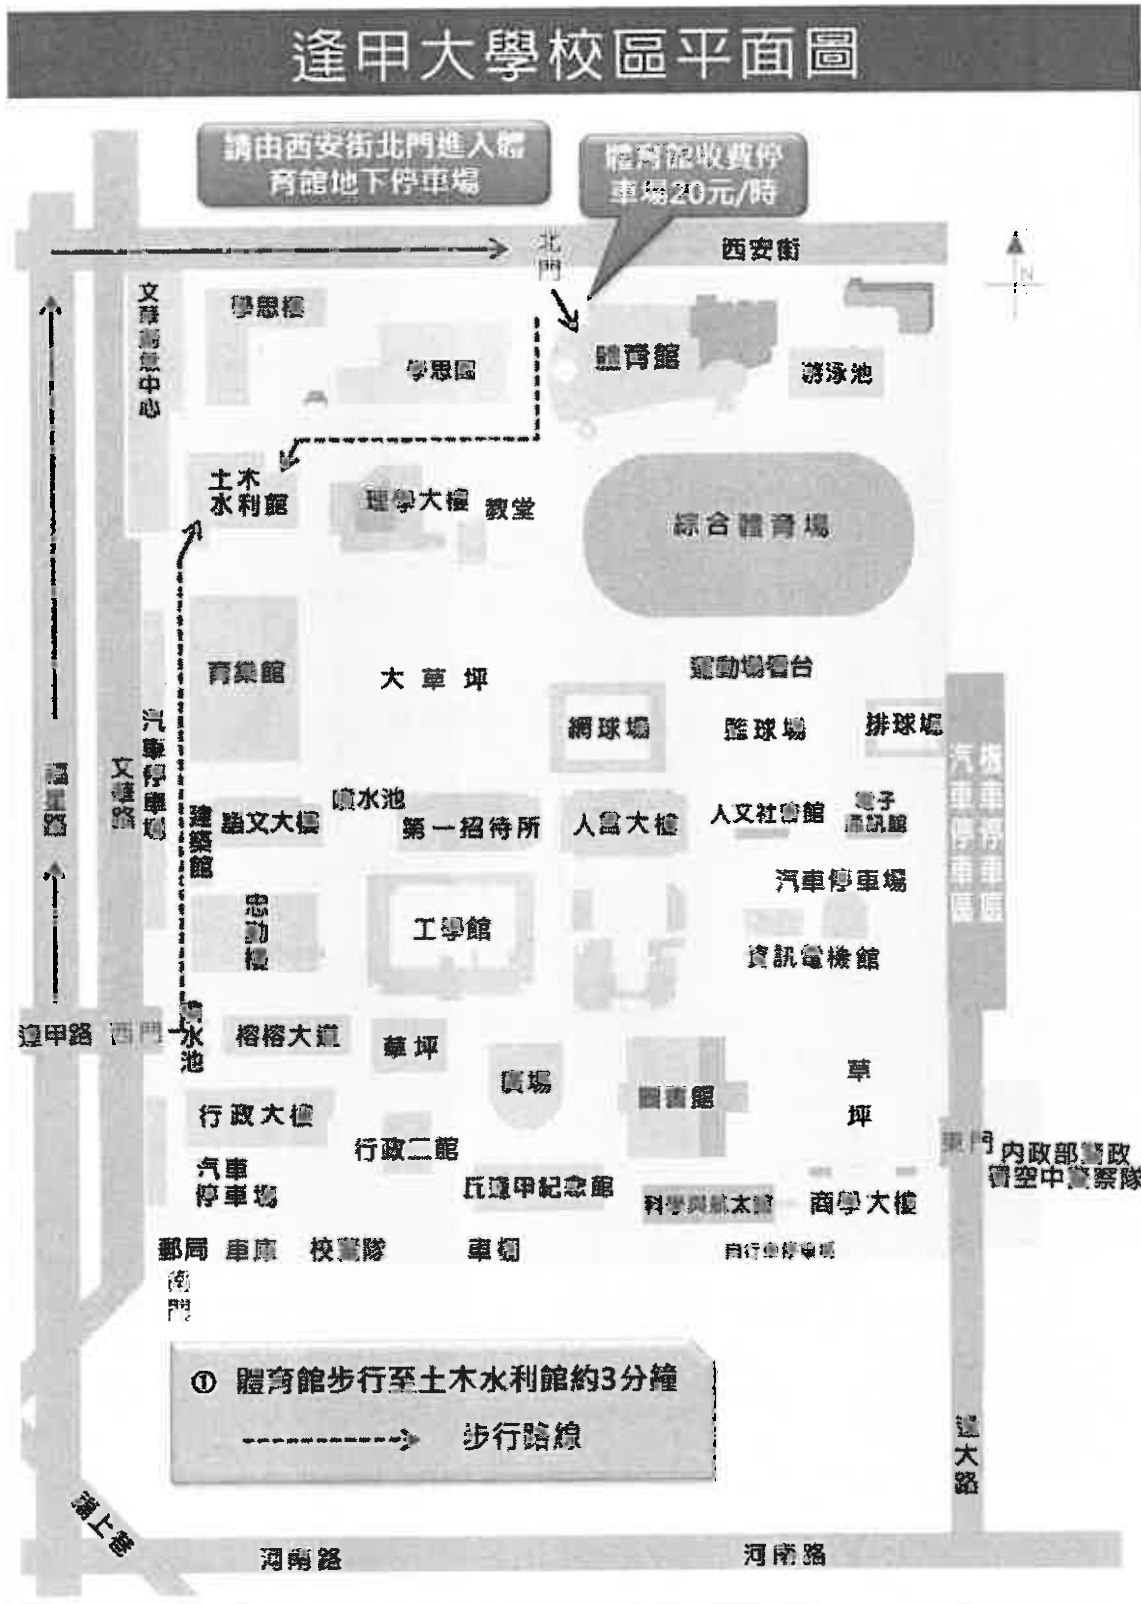 逢甲大學校區平面圖
請由西安街北門進入體
育館地下停車場
體育館收費停
車場20元/時
北門
西安街
N
文華創意中心
學思樓
學思園
體育館
游泳池
土木
水利館
理學大樓
教堂
綜合體育場
育樂館
大草坪
運動場看台
網球場
籃球場
排球場
汽車停車場
福星路
文華路
汽車停車區
機車停車區
建築館
語文大樓
噴水池
第一招待所
人言大樓
人文社會館
電子
通訊館
汽車停車場
忠勤樓
工學館
資訊電機館
逢甲路
西門
噴水池
榕榕大道
草坪
廣場
圖書館
草坪
行政大樓
行政二館
東門
內政部警政
署空中警察隊
汽車
停車場
丘逢甲紀念館
科學與航太館
商學大樓
郵局
車庫
校警隊
車棚
自行車停車場
南門
① 體育館步行至土木水利館約3分鐘
步行路線
逢大路
河南路
河南路